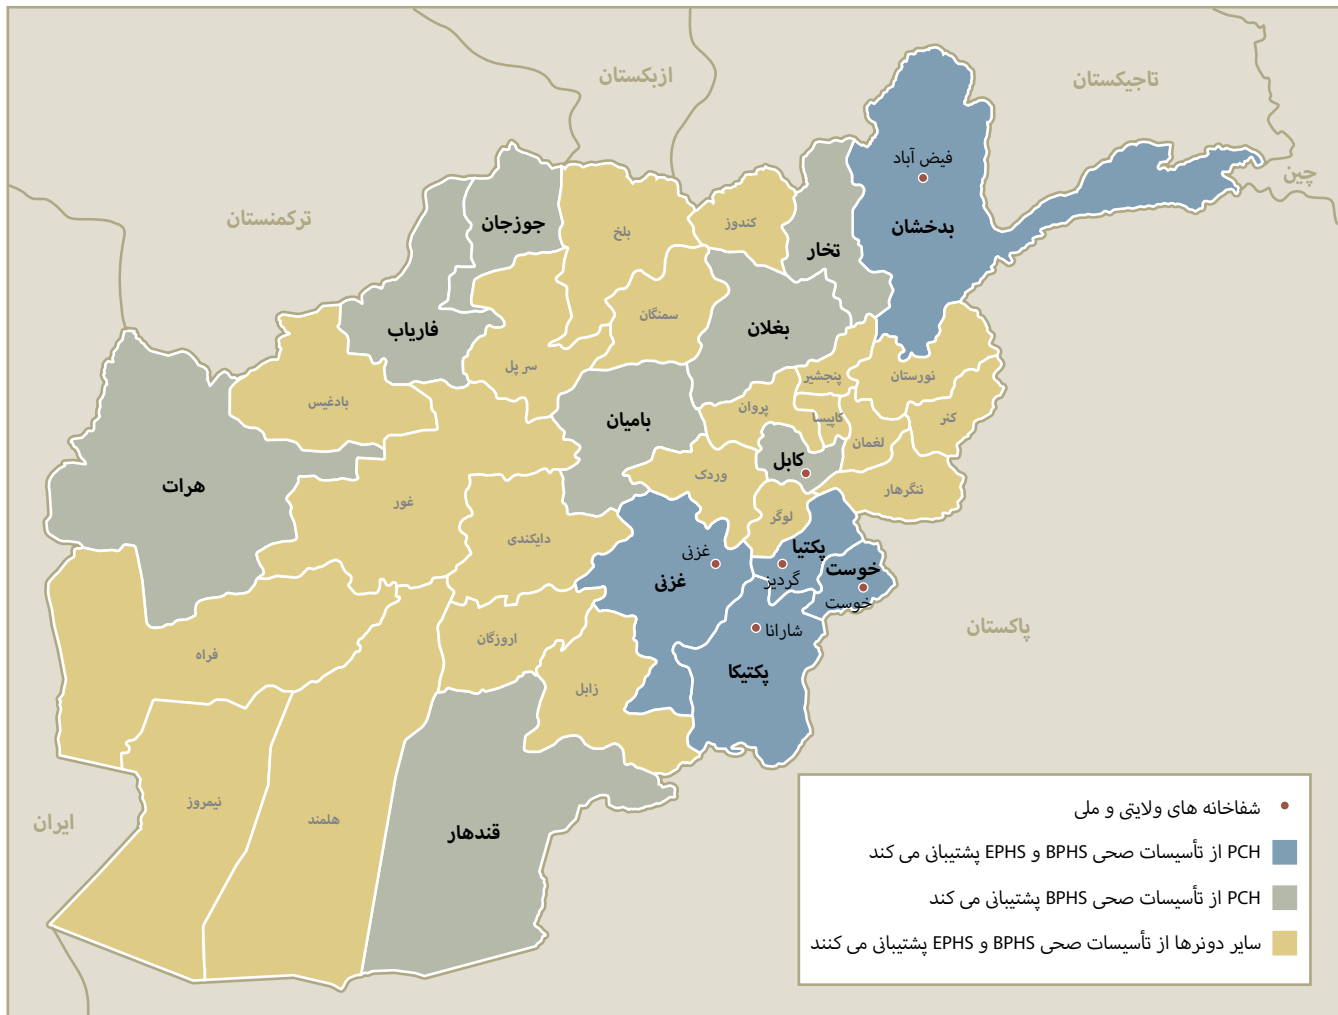 ازبکستان
تاجیکستان
چین
ترکمنستان
ایران
پاکستان
فیض آباد
بدخشان
تخار
کندوز
بلخ
جوزجان
فاریاب
سر پل
سمنگان
بغلان
پنجشیر
نورستان
کنر
لغمان
کاپیسا
پروان
بامیان
بادغیس
هرات
غور
دایکندی
وردک
کابل
ننگرهار
لوگر
پکتیا
گردیز
خوست
خوست
غزنی
غزنی
شارانا
پکتیکا
زابل
اروزگان
فراه
نیمروز
هلمند
قندهار
شفاخانه های ولایتی و ملی
PCH از تأسیسات صحی BPHS و EPHS پشتیبانی می کند
PCH از تأسیسات صحی BPHS پشتیبانی می کند
سایر دونرها از تأسیسات صحی BPHS و EPHS پشتیبانی می کنند